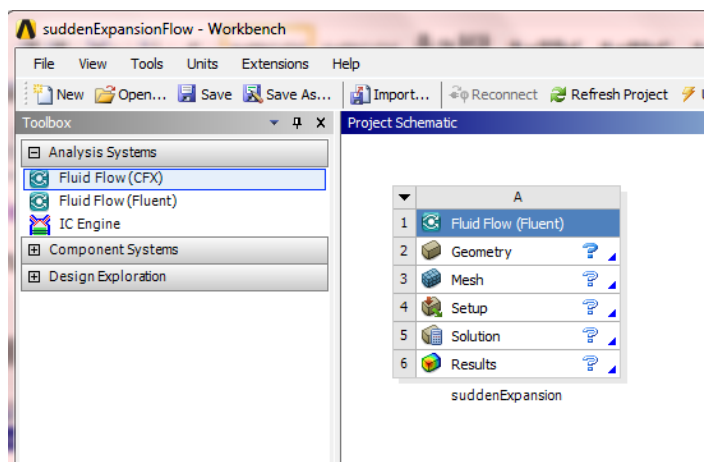 suddenExpansionFlow - Workbench
File View Tools Units Extensions Help
New Open... Save Save As... Import... Reconnect Refresh Project
Toolbox
Project Schematic
Analysis Systems
Fluid Flow (CFX)
Fluid Flow (Fluent)
IC Engine
Component Systems
Design Exploration
A
1 Fluid Flow (Fluent)
2 Geometry ?
3 Mesh ?
4 Setup ?
5 Solution ?
6 Results ?
suddenExpansion